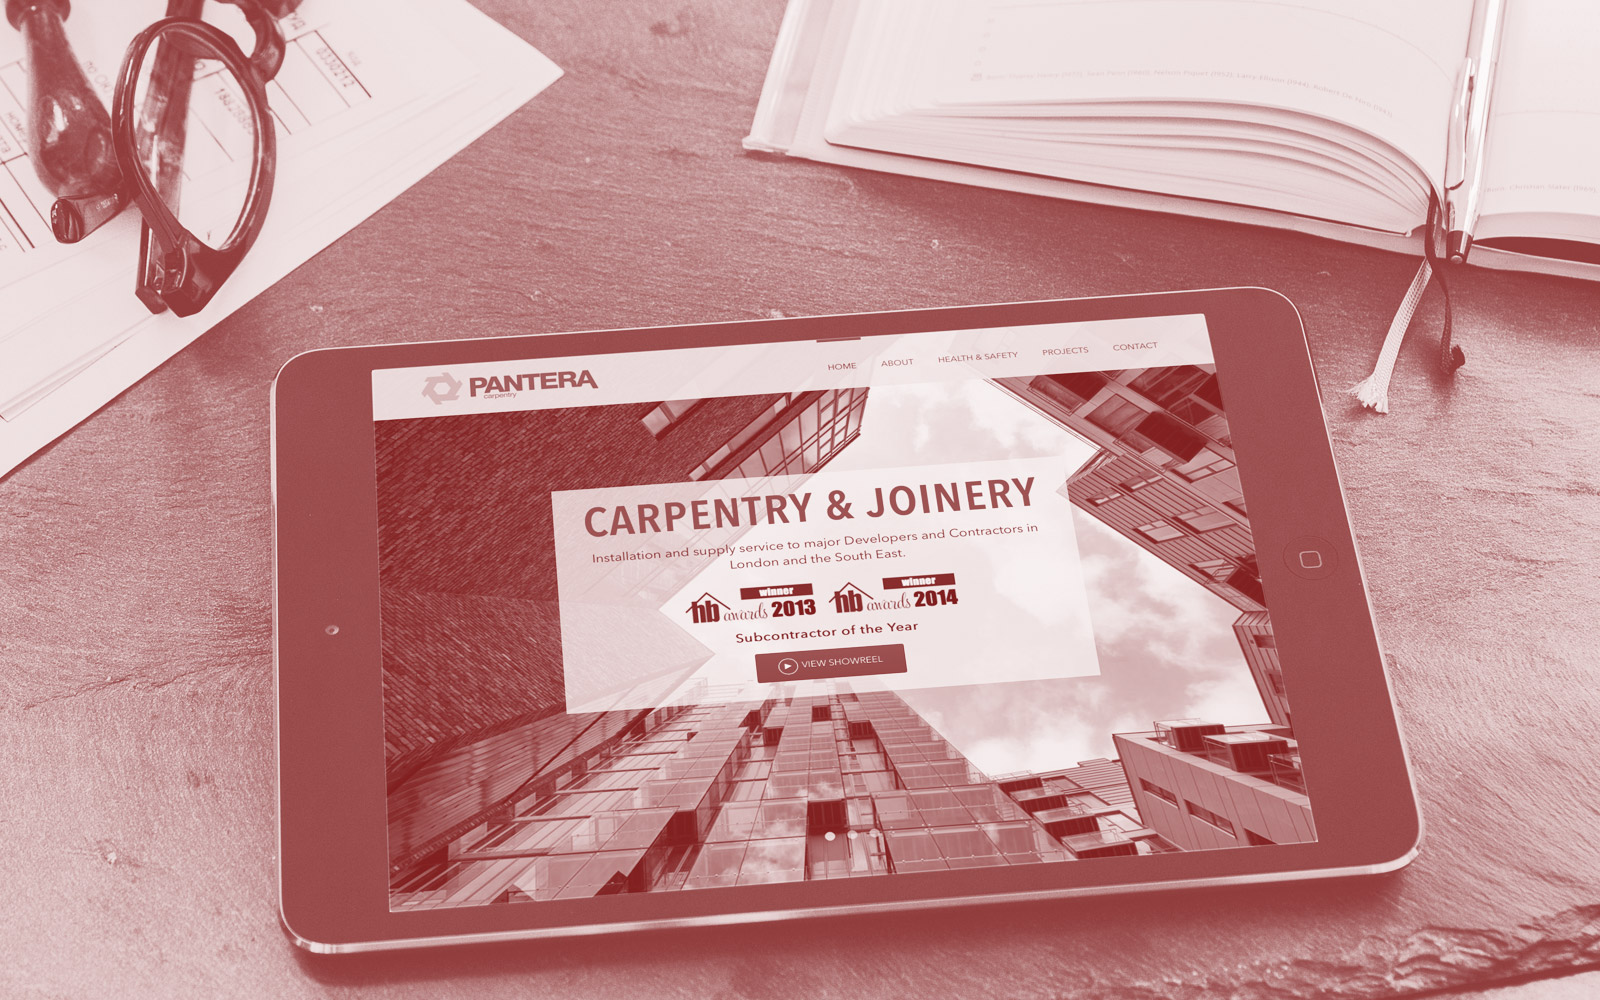 0330212
PANTERA
carpentry
HOME
ABOUT
HEALTH & SAFETY
PROJECTS
CONTACT
CARPENTRY & JOINERY
Installation and supply service to major Developers and Contractors in
London and the South East.
hb awards winner 2013
hb awards winner 2014
Subcontractor of the Year
VIEW SHOWREEL